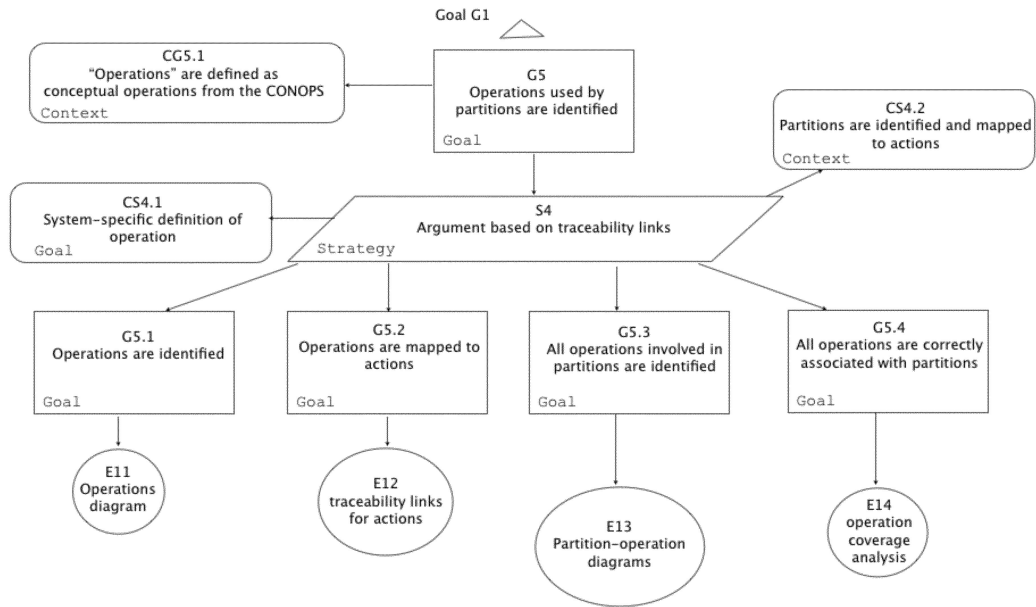 Goal G1
CG5.1
“Operations” are defined as
conceptual operations from the CONOPS
Context
G5
Operations used by
partitions are identified
Goal
CS4.2
Partitions are identified and mapped
to actions
Context
CS4.1
System-specific definition of
operation
Goal
S4
Argument based on traceability links
Strategy
G5.1
Operations are identified
Goal
G5.2
Operations are mapped to
actions
Goal
G5.3
All operations involved in
partitions are identified
Goal
G5.4
All operations are correctly
associated with partitions
Goal
E11
Operations
diagram
E12
traceability links
for actions
E13
Partition-operation
diagrams
E14
operation
coverage
analysis